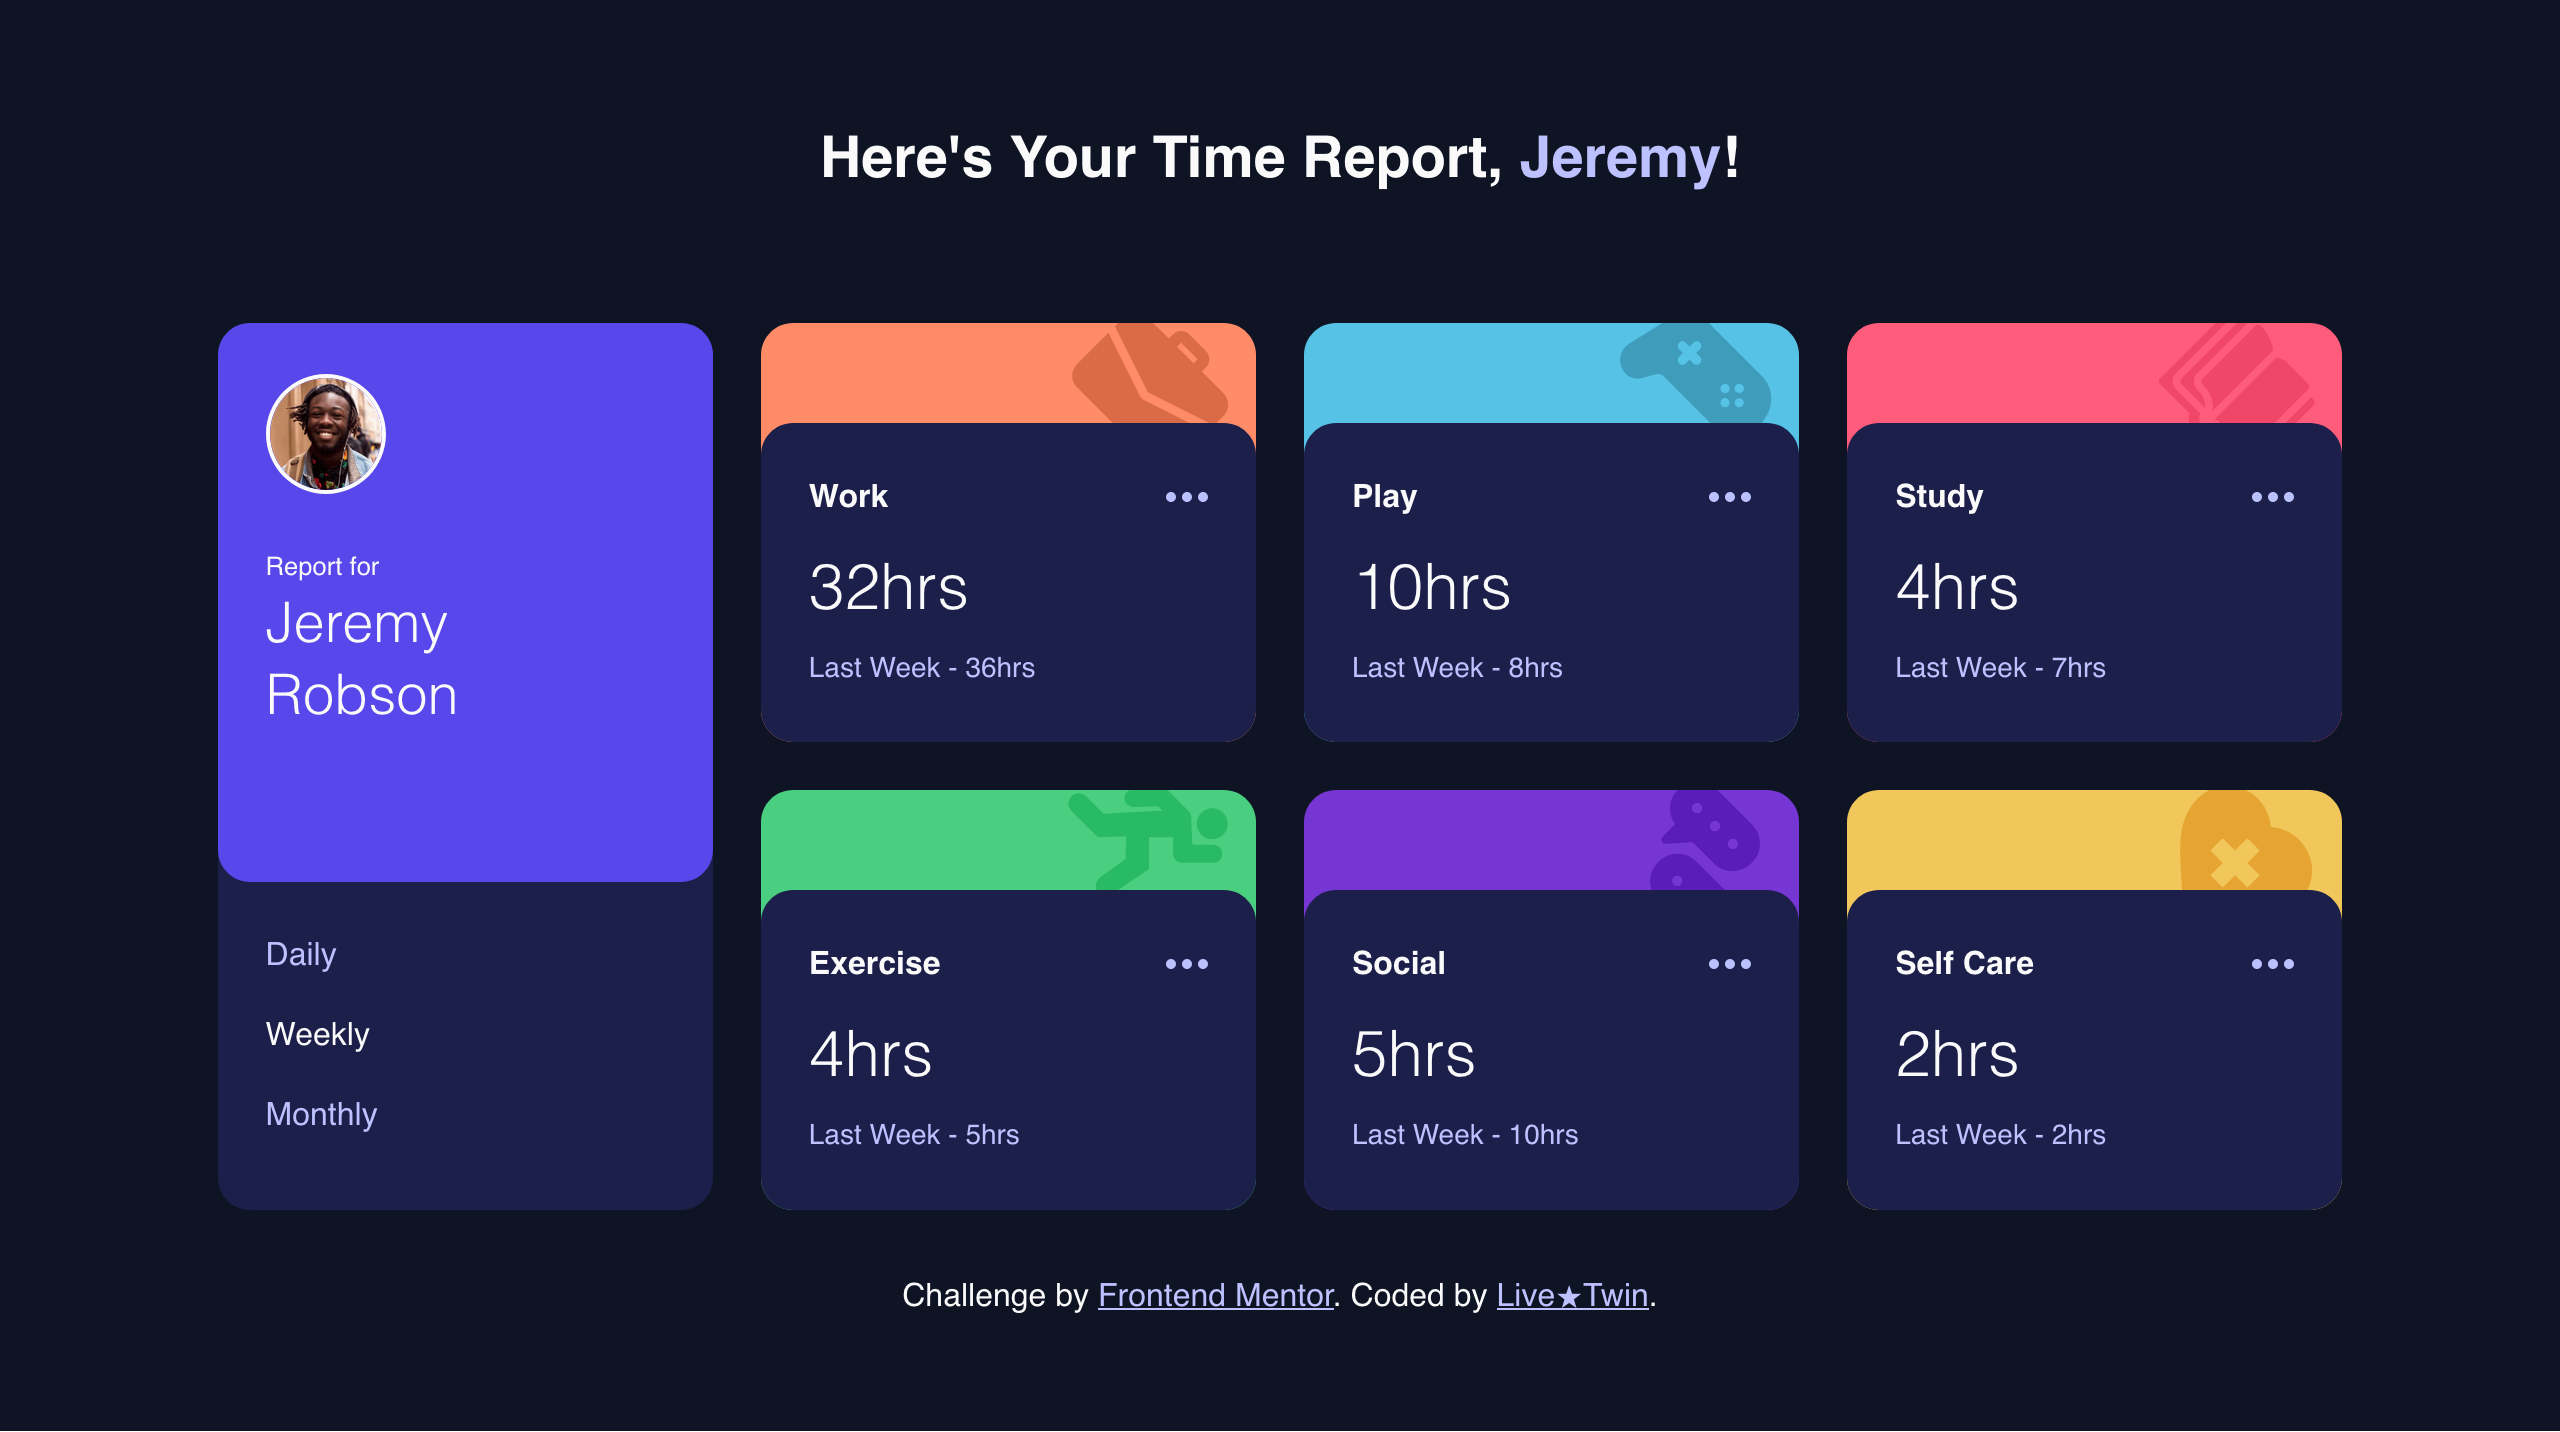 Here's Your Time Report, Jeremy!
Report for
Jeremy
Robson
Daily
Weekly
Monthly
Work
32hrs
Last Week - 36hrs
Play
10hrs
Last Week - 8hrs
Study
4hrs
Last Week - 7hrs
Exercise
4hrs
Last Week - 5hrs
Social
5hrs
Last Week - 10hrs
Self Care
2hrs
Last Week - 2hrs
Challenge by Frontend Mentor. Coded by Live★Twin.